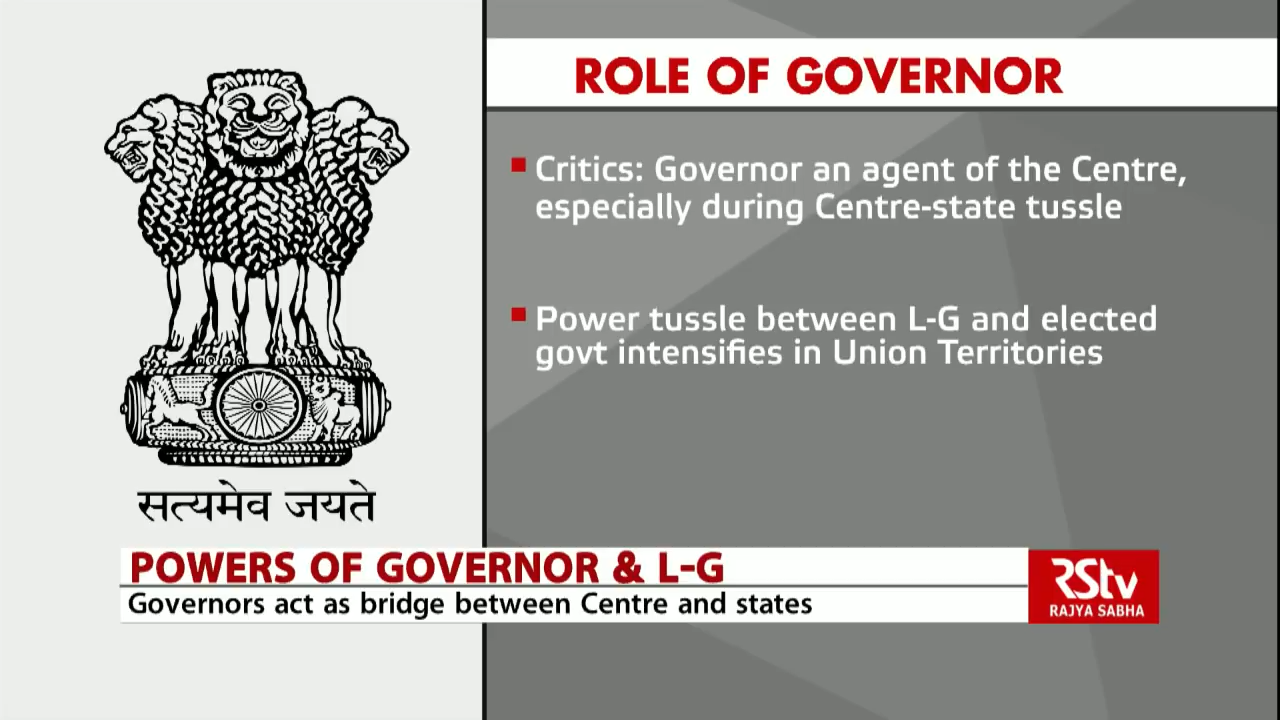 सत्यमेव जयते
ROLE OF GOVERNOR
Critics: Governor an agent of the Centre,
especially during Centre-state tussle
Power tussle between L-G and elected
govt intensifies in Union Territories
POWERS OF GOVERNOR & L-G
Governors act as bridge between Centre and states
RStv
RAJYA SABHA